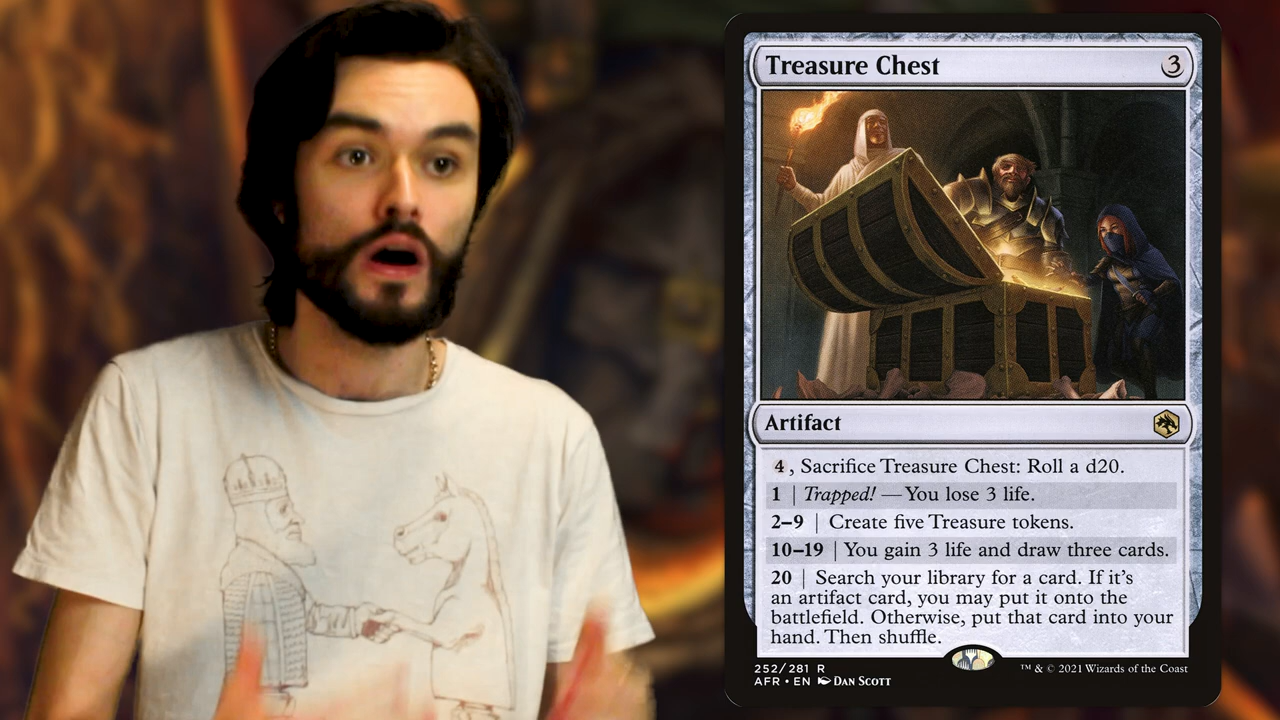 Treasure Chest 3
Artifact
4, Sacrifice Treasure Chest: Roll a d20.
1 | Trapped! — You lose 3 life.
2–9 | Create five Treasure tokens.
10–19 | You gain 3 life and draw three cards.
20 | Search your library for a card. If it's
an artifact card, you may put it onto the
battlefield. Otherwise, put that card into your
hand. Then shuffle.
252/281 R
AFR • EN Dan Scott
™ & © 2021 Wizards of the Coast